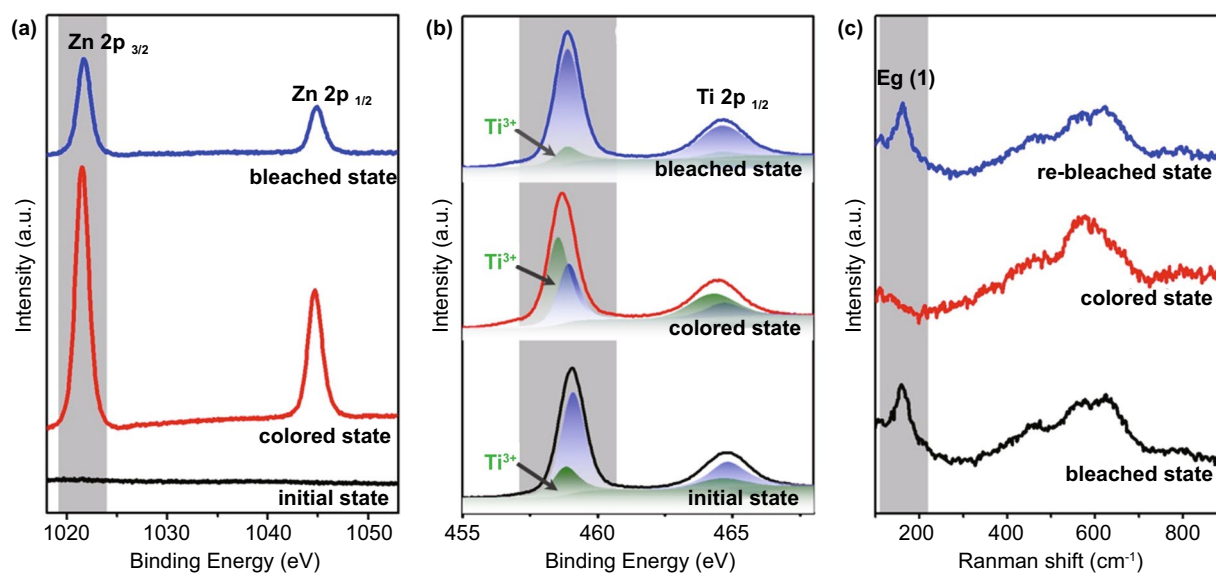 (a)
Zn 2p 3/2
Zn 2p 1/2
bleached state
colored state
initial state
Intensity (a.u.)
1020 1030 1040 1050
Binding Energy (eV)
(b)
Ti 2p 1/2
Ti³⁺
bleached state
Ti³⁺
colored state
Ti³⁺
initial state
Intensity (a.u.)
455 460 465
Binding Energy (eV)
(c)
Eg (1)
re-bleached state
colored state
bleached state
Intensity (a.u.)
200 400 600 800
Ranman shift (cm⁻¹)